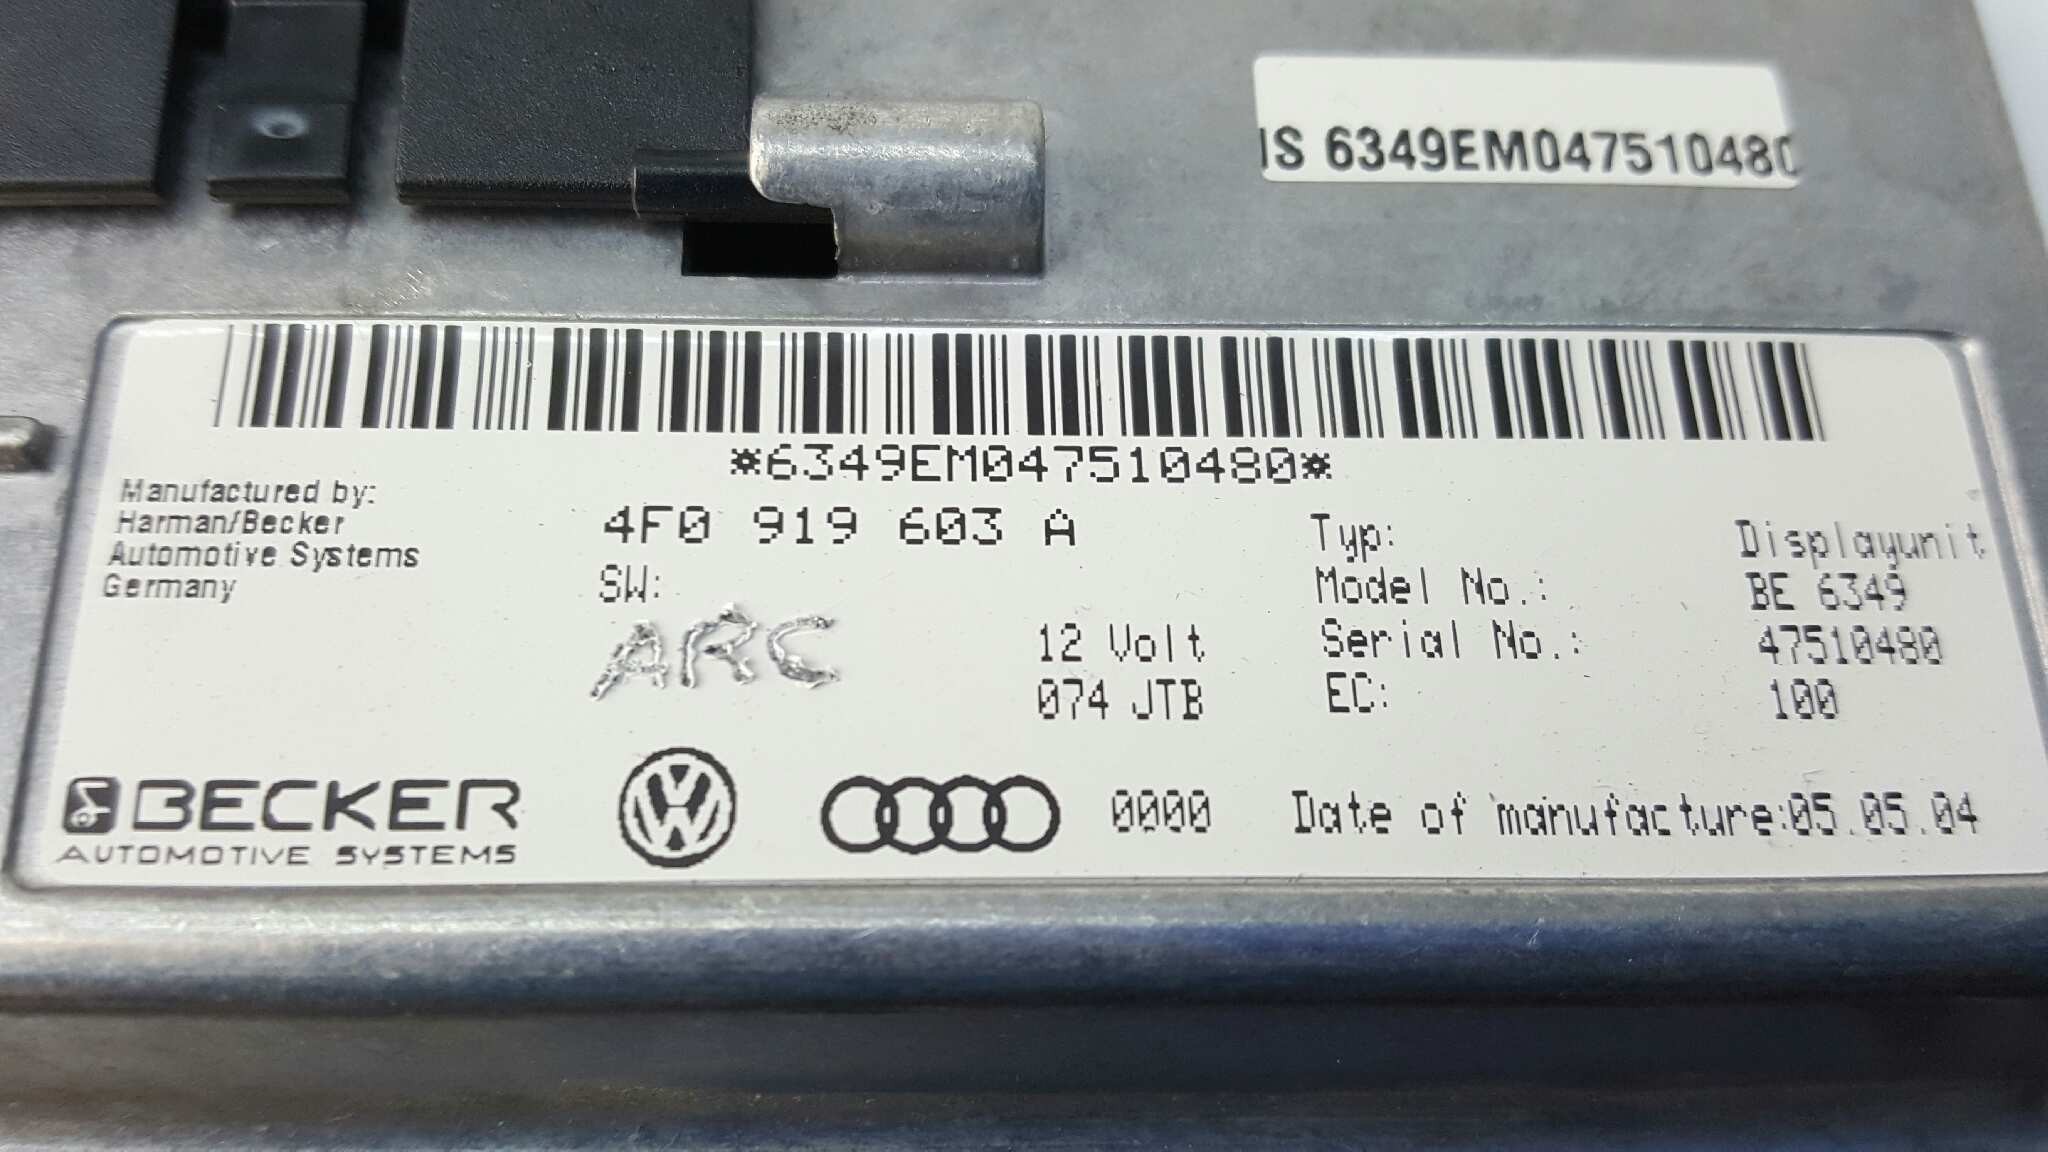 IS 6349EM047510480
*6349EM047510480*
Manufactured by:
Harman/Becker
Automotive Systems
Germany
4F0 919 603 A
SW:
ARC
12 Volt
074 JTB
Typ: Displayunit
Model No.: BE 6349
Serial No.: 47510480
EC: 100
BECKER
AUTOMOTIVE SYSTEMS
0000
Date of manufacture:05.05.04